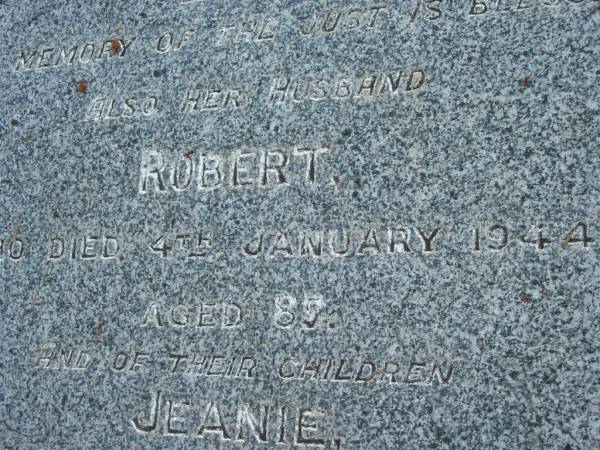 MEMORY OF THE JUST IS
ALSO HER HUSBAND
ROBERT.
DIED 4TH JANUARY 1944
AGED 85.
AND OF THEIR CHILDREN
JEANIE,